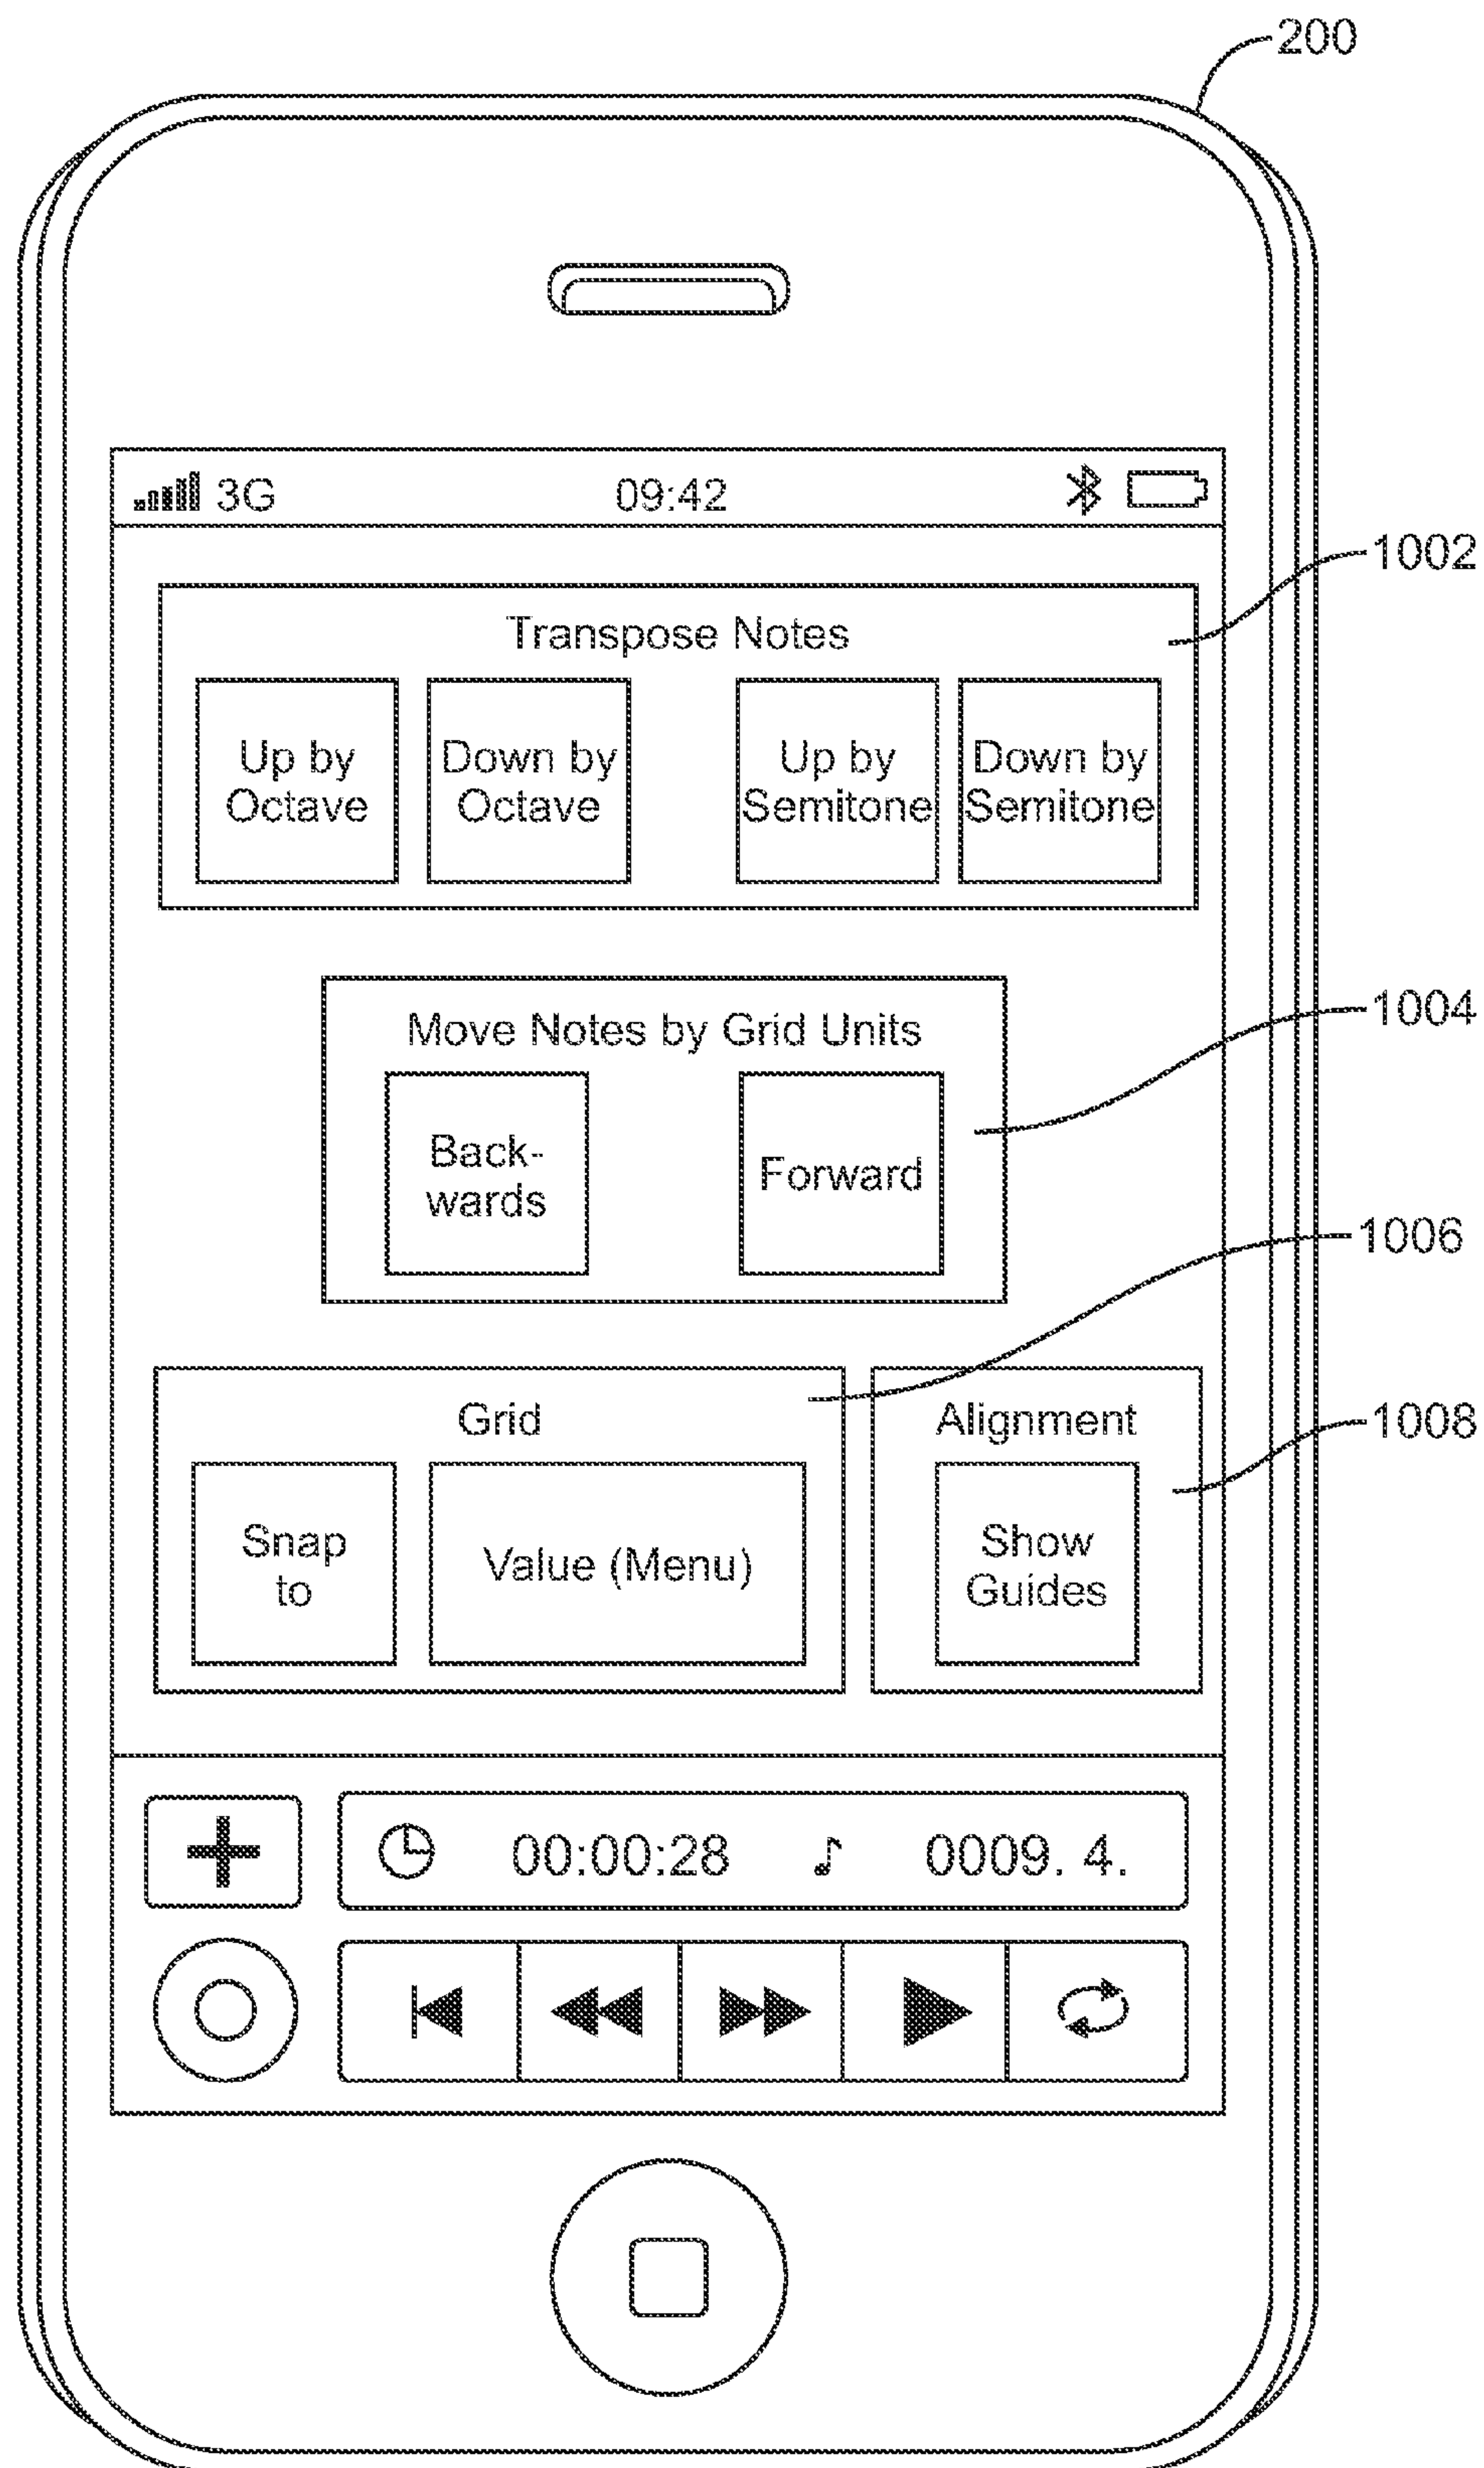 200
3G 09:42
1002
Transpose Notes
Up by
Octave
Down by
Octave
Up by
Semitone
Down by
Semitone
1004
Move Notes by Grid Units
Back-
wards
Forward
1006
Grid
Snap
to
Value (Menu)
Alignment
1008
Show
Guides
00:00:28 0009. 4.